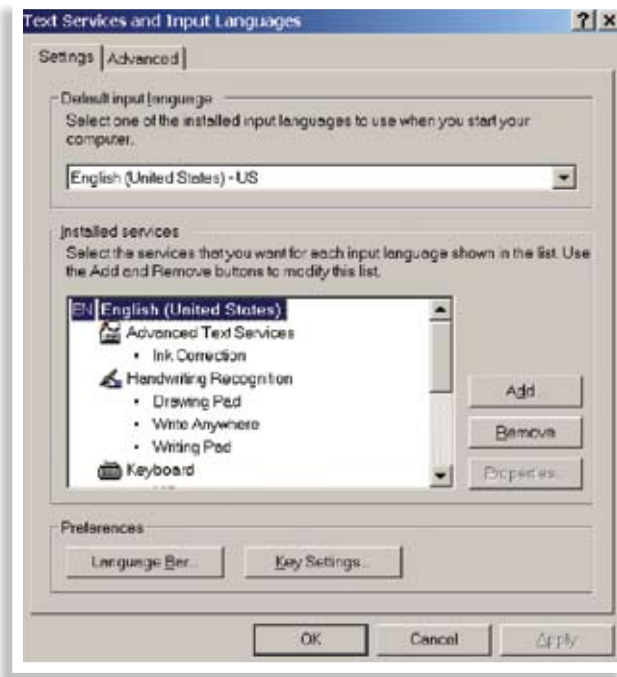 Text Services and Input Languages
Settings
Advanced
Default input language
Select one of the installed input languages to use when you start your
computer.
English (United States) - US
Installed services
Select the services that you want for each input language shown in the list. Use
the Add and Remove buttons to modify this list.
EN English (United States)
Advanced Text Services
• Ink Correction
Handwriting Recognition
• Drawing Pad
• Write Anywhere
• Writing Pad
Keyboard
Add...
Remove
Properties...
Preferences
Language Bar...
Key Settings...
OK
Cancel
Apply